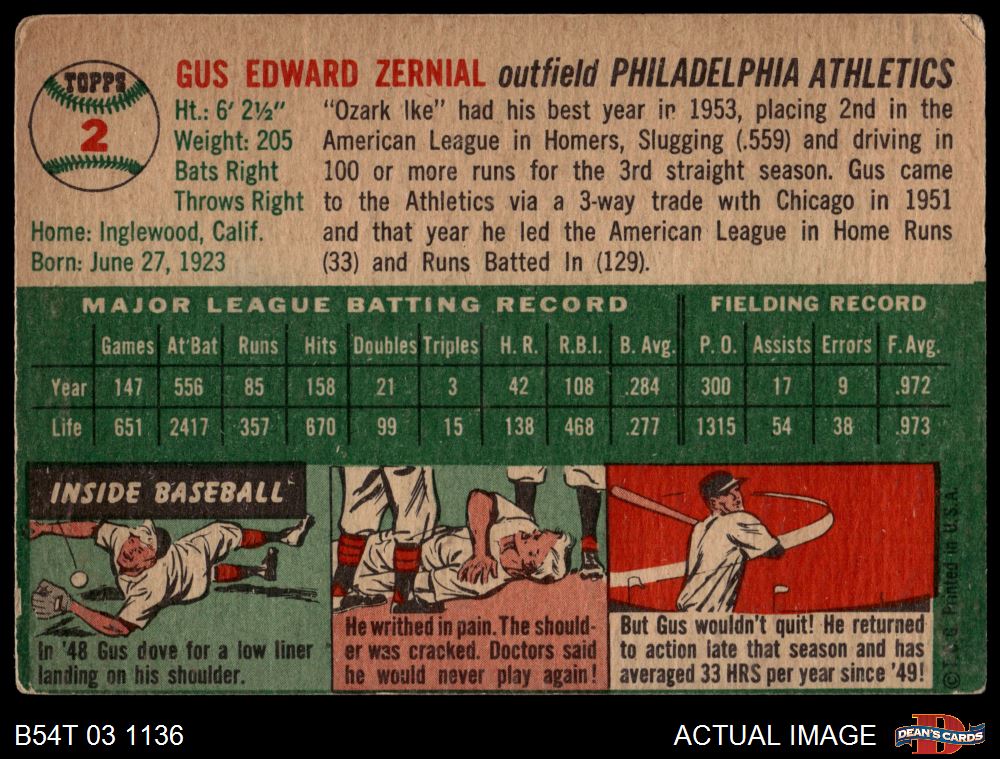 TOPPS
2
GUS EDWARD ZERNIAL outfield PHILADELPHIA ATHLETICS
Ht.: 6' 2½"
Weight: 205
Bats Right
Throws Right
Home: Inglewood, Calif.
Born: June 27, 1923
"Ozark Ike" had his best year in 1953, placing 2nd in the
American League in Homers, Slugging (.559) and driving in
100 or more runs for the 3rd straight season. Gus came
to the Athletics via a 3-way trade with Chicago in 1951
and that year he led the American League in Home Runs
(33) and Runs Batted In (129).
MAJOR LEAGUE BATTING RECORD FIELDING RECORD
Games At'Bat Runs Hits Doubles Triples H. R. R.B.I. B. Avg. P. O. Assists Errors F. Avg.
Year 147 556 85 158 21 3 42 108 .284 300 17 9 .972
Life 651 2417 357 670 99 15 138 468 .277 1315 54 38 .973
INSIDE BASEBALL
In '48 Gus dove for a low liner
landing on his shoulder.
He writhed in pain. The should-
er was cracked. Doctors said
he would never play again!
But Gus wouldn't quit! He returned
to action late that season and has
averaged 33 HRS per year since '49!
© T. C. G. Printed in U.S.A.
B54T 03 1136
ACTUAL IMAGE
D
DEAN'S CARDS